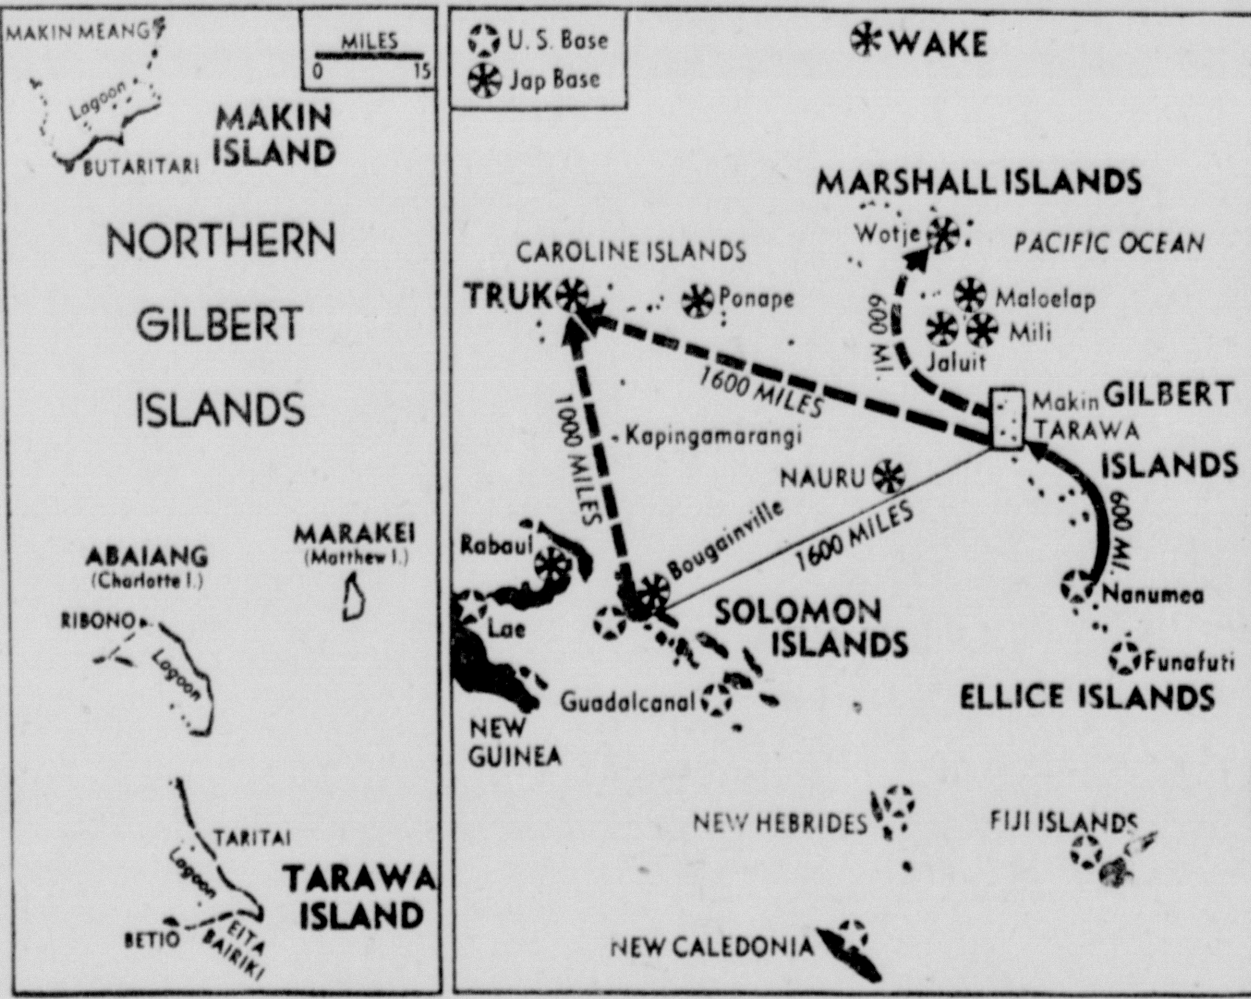 MAKIN MEANG
MILES
0 15
Lagoon
MAKIN
ISLAND
BUTARITARI
NORTHERN
GILBERT
ISLANDS
MARAKEI
(Matthew I.)
ABAIANG
(Charlotte I.)
RIBONO
Lagoon
TARITAI
Lagoon
TARAWA
ISLAND
BETIO
EITA
BAIRIKI
U. S. Base
Jap Base
WAKE
MARSHALL ISLANDS
Wotje
PACIFIC OCEAN
CAROLINE ISLANDS
TRUK
Ponape
Maloelap
Mili
Jaluit
600 MI.
1600 MILES
Makin GILBERT
TARAWA
ISLANDS
1000 MILES
Kapingamarangi
NAURU
Bougainville
1600 MILES
600 MI.
Rabaul
Nanumea
Lae
SOLOMON
ISLANDS
Funafuti
Guadalcanal
ELLICE ISLANDS
NEW
GUINEA
NEW HEBRIDES
FIJI ISLANDS
NEW CALEDONIA